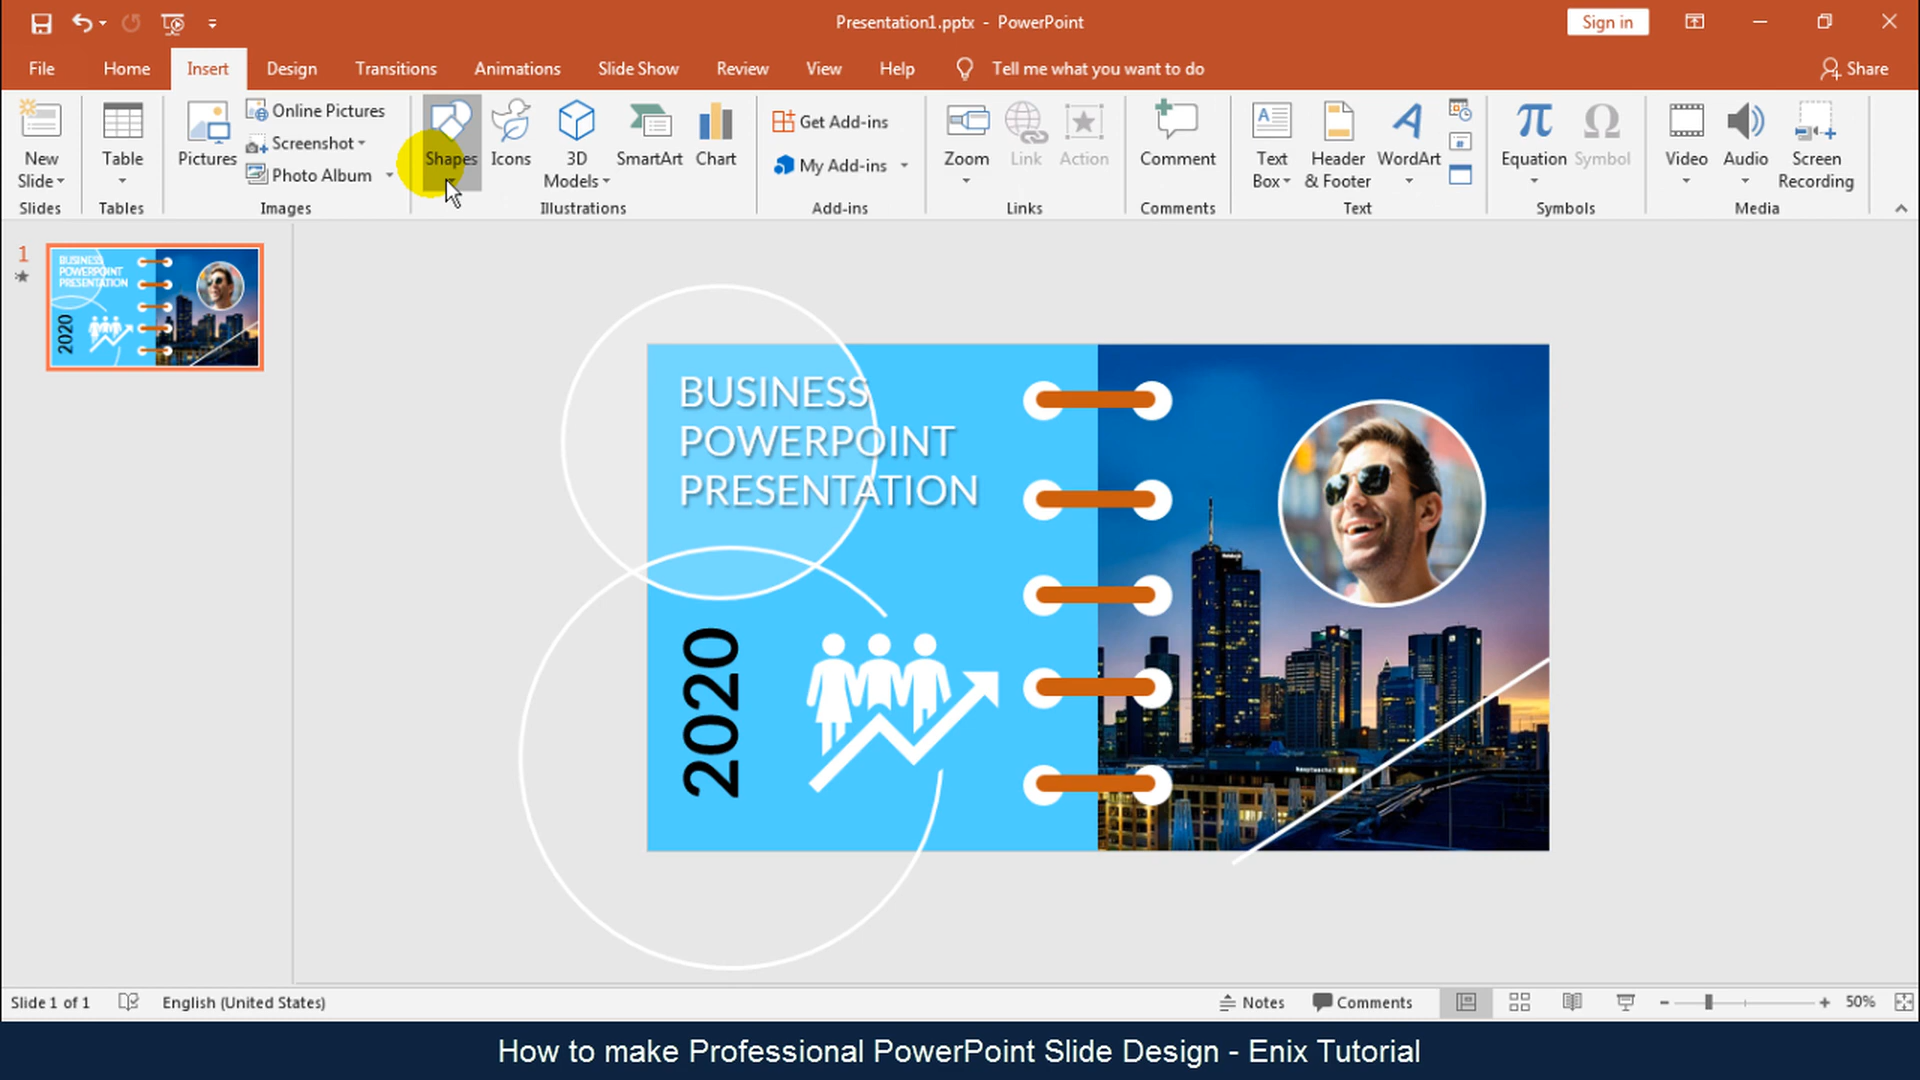 Presentation1.pptx - PowerPoint
Sign in
File Home Insert Design Transitions Animations Slide Show Review View Help Tell me what you want to do Share
New Slide
Table
Pictures
Online Pictures
Screenshot
Photo Album
Shapes
Icons
3D Models
SmartArt
Chart
Get Add-ins
My Add-ins
Zoom
Link
Action
Comment
Text Box
Header & Footer
WordArt
Equation
Symbol
Video
Audio
Screen Recording
Slides Tables Images Illustrations Add-ins Links Comments Text Symbols Media
1
BUSINESS
POWERPOINT
PRESENTATION
2020
BUSINESS
POWERPOINT
PRESENTATION
2020
Slide 1 of 1 English (United States) Notes Comments 50%
How to make Professional PowerPoint Slide Design - Enix Tutorial